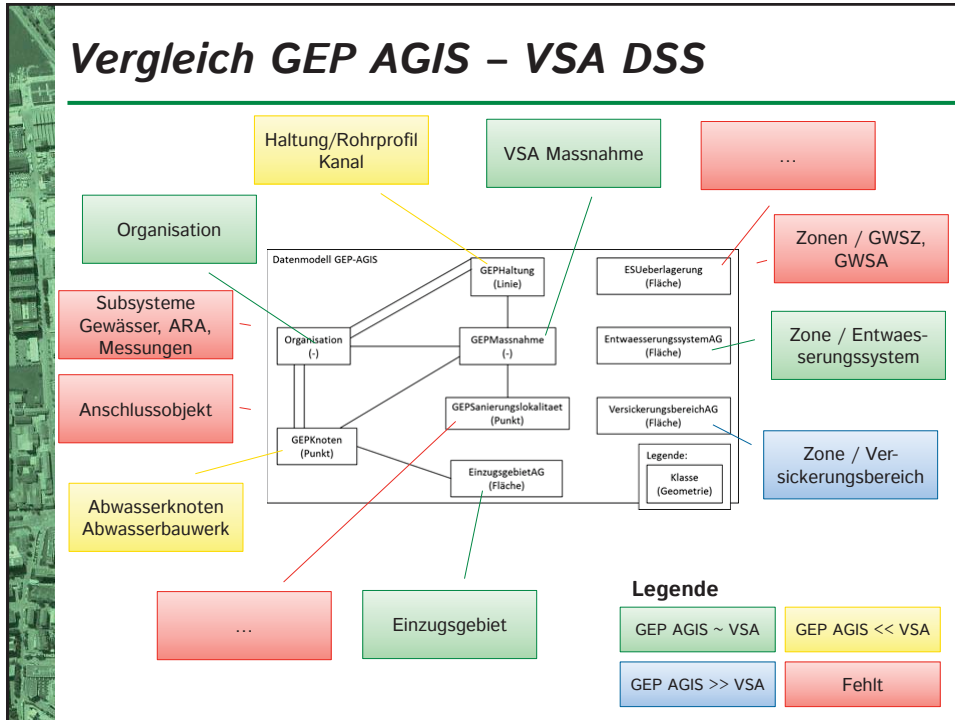 Vergleich GEP AGIS – VSA DSS
Haltung/Rohrprofil
Kanal
VSA Massnahme
...
Organisation
Zonen / GWSZ,
GWSA
Subsysteme
Gewässer, ARA,
Messungen
Anschlussobjekt
Datenmodell GEP-AGIS
GEPHaltung
(Linie)
ESUeberlagerung
(Fläche)
Organisation
(-)
GEPMassnahme
(-)
EntwaesserungssystemAG
(Fläche)
GEPSanierungslokalitaet
(Punkt)
VersickerungsbereichAG
(Fläche)
GEPKnoten
(Punkt)
EinzugsgebietAG
(Fläche)
Legende:
Klasse
(Geometrie)
Zone / Entwaes-
serungssystem
Zone / Ver-
sickerungsbereich
Abwasserknoten
Abwasserbauwerk
...
Einzugsgebiet
Legende
GEP AGIS ~ VSA
GEP AGIS << VSA
GEP AGIS >> VSA
Fehlt